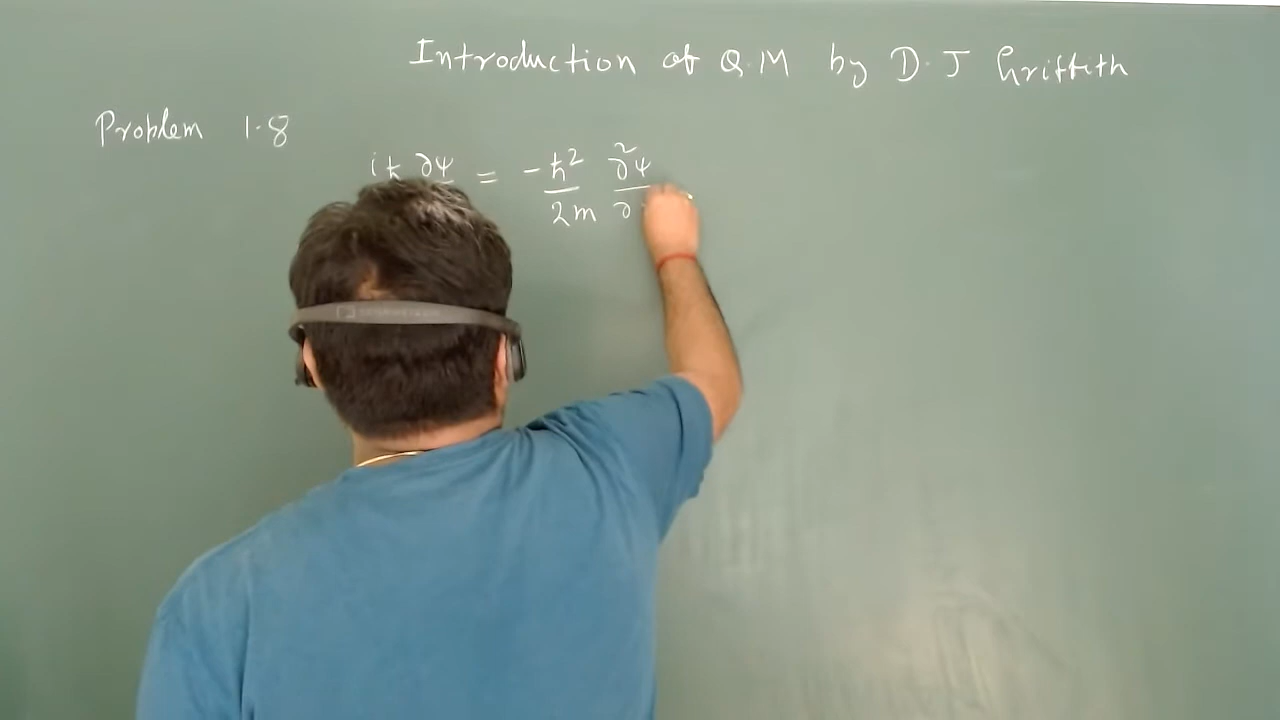 Introduction of Q.M by D.J Griffith
Problem 1.8
iħ ∂ψ = -ħ² ∂²ψ
2m ∂